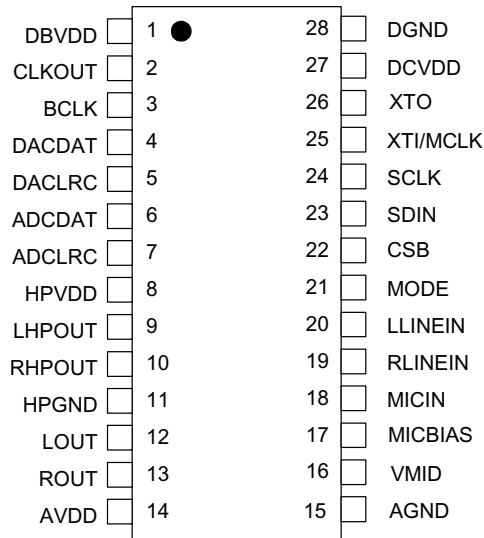 DBVDD 1 28 DGND
CLKOUT 2 27 DCVDD
BCLK 3 26 XTO
DACDAT 4 25 XTI/MCLK
DACLRC 5 24 SCLK
ADCDAT 6 23 SDIN
ADCLRC 7 22 CSB
HPVDD 8 21 MODE
LHPOUT 9 20 LLINEIN
RHPOUT 10 19 RLINEIN
HPGND 11 18 MICIN
LOUT 12 17 MICBIAS
ROUT 13 16 VMID
AVDD 14 15 AGND